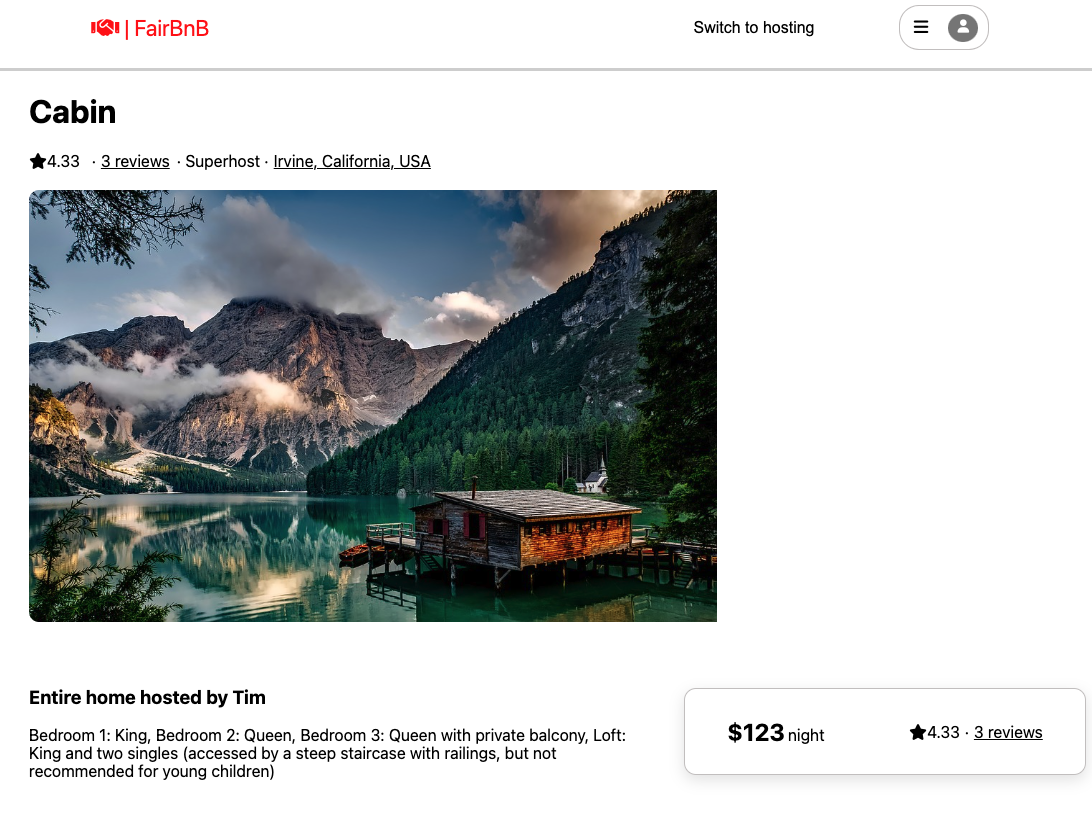 | FairBnB
Switch to hosting
Cabin
4.33 · 3 reviews · Superhost · Irvine, California, USA
Entire home hosted by Tim
Bedroom 1: King, Bedroom 2: Queen, Bedroom 3: Queen with private balcony, Loft:
King and two singles (accessed by a steep staircase with railings, but not
recommended for young children)
$123 night
4.33 · 3 reviews